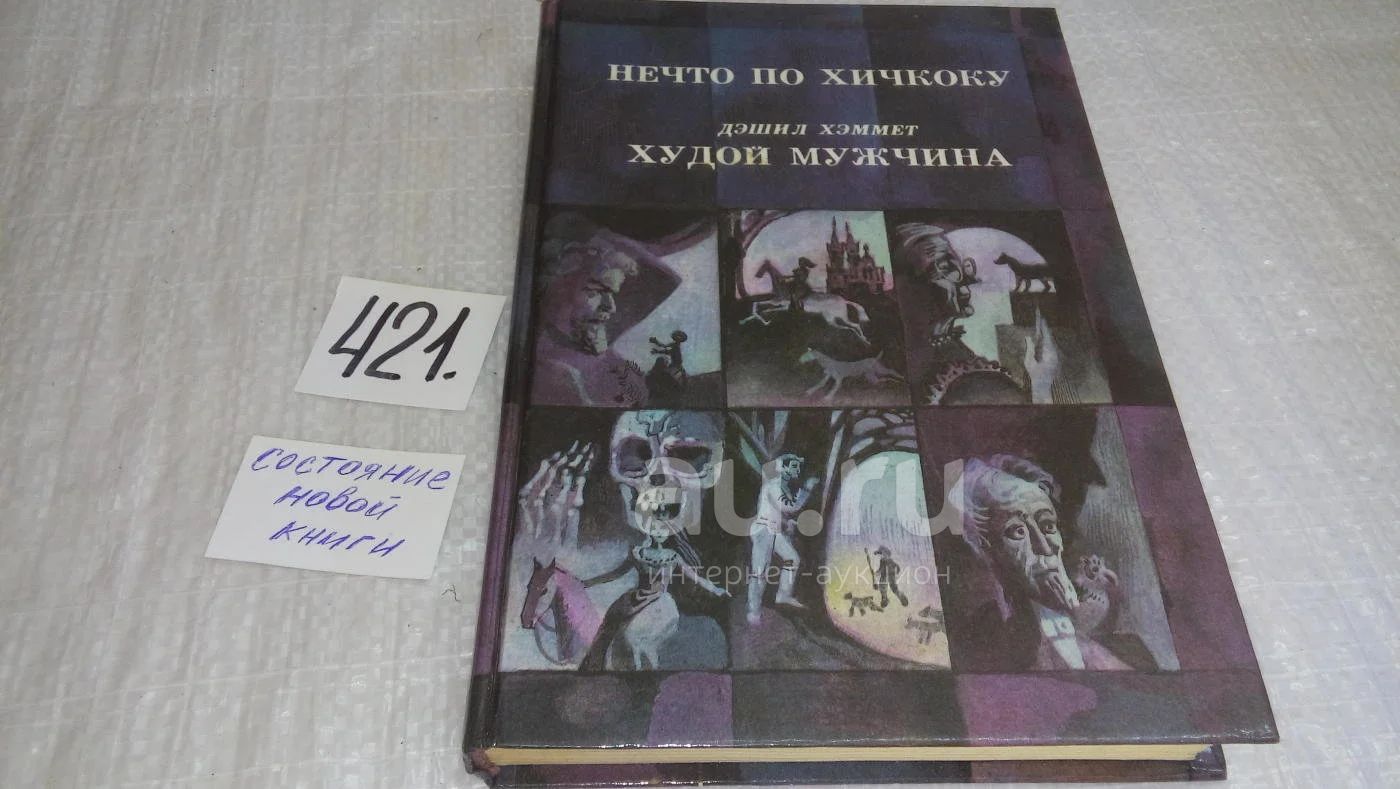 НЕЧТО ПО ХИЧКОКУ
ДЭШИЛ ХЭММЕТ
ХУДОЙ МУЖЧИНА
421.
состояние
новой
книги
au.ru
интернет-аукцион